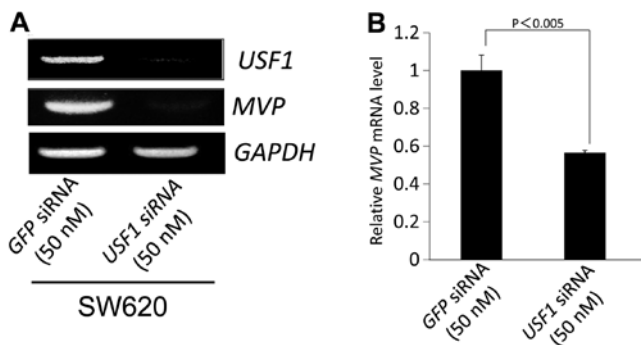 A
USF1
MVP
GAPDH
GFP siRNA
(50 nM)
USF1 siRNA
(50 nM)
SW620
B
P<0.005
Relative MVP mRNA level
1.2
1
0.8
0.6
0.4
0.2
0
GFP siRNA
(50 nM)
USF1 siRNA
(50 nM)